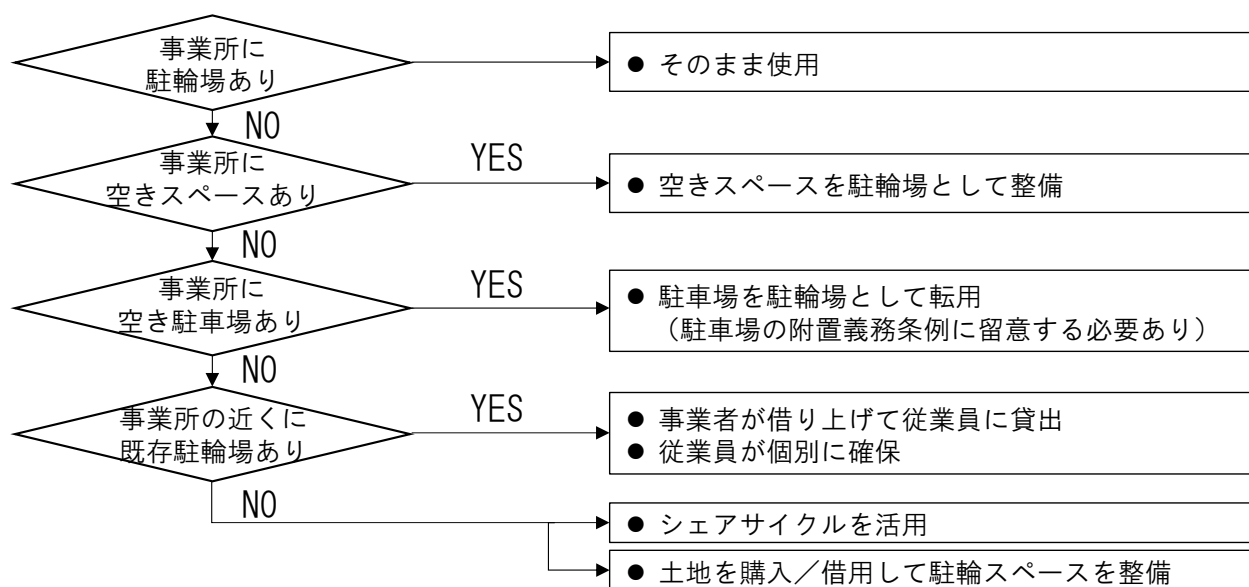 事業所に
駐輪場あり
● そのまま使用
NO
事業所に
空きスペースあり
YES
● 空きスペースを駐輪場として整備
NO
事業所に
空き駐車場あり
YES
● 駐車場を駐輪場として転用
（駐車場の附置義務条例に留意する必要あり）
NO
事業所の近くに
既存駐輪場あり
YES
● 事業者が借り上げて従業員に貸出
● 従業員が個別に確保
NO
● シェアサイクルを活用
● 土地を購入／借用して駐輪スペースを整備